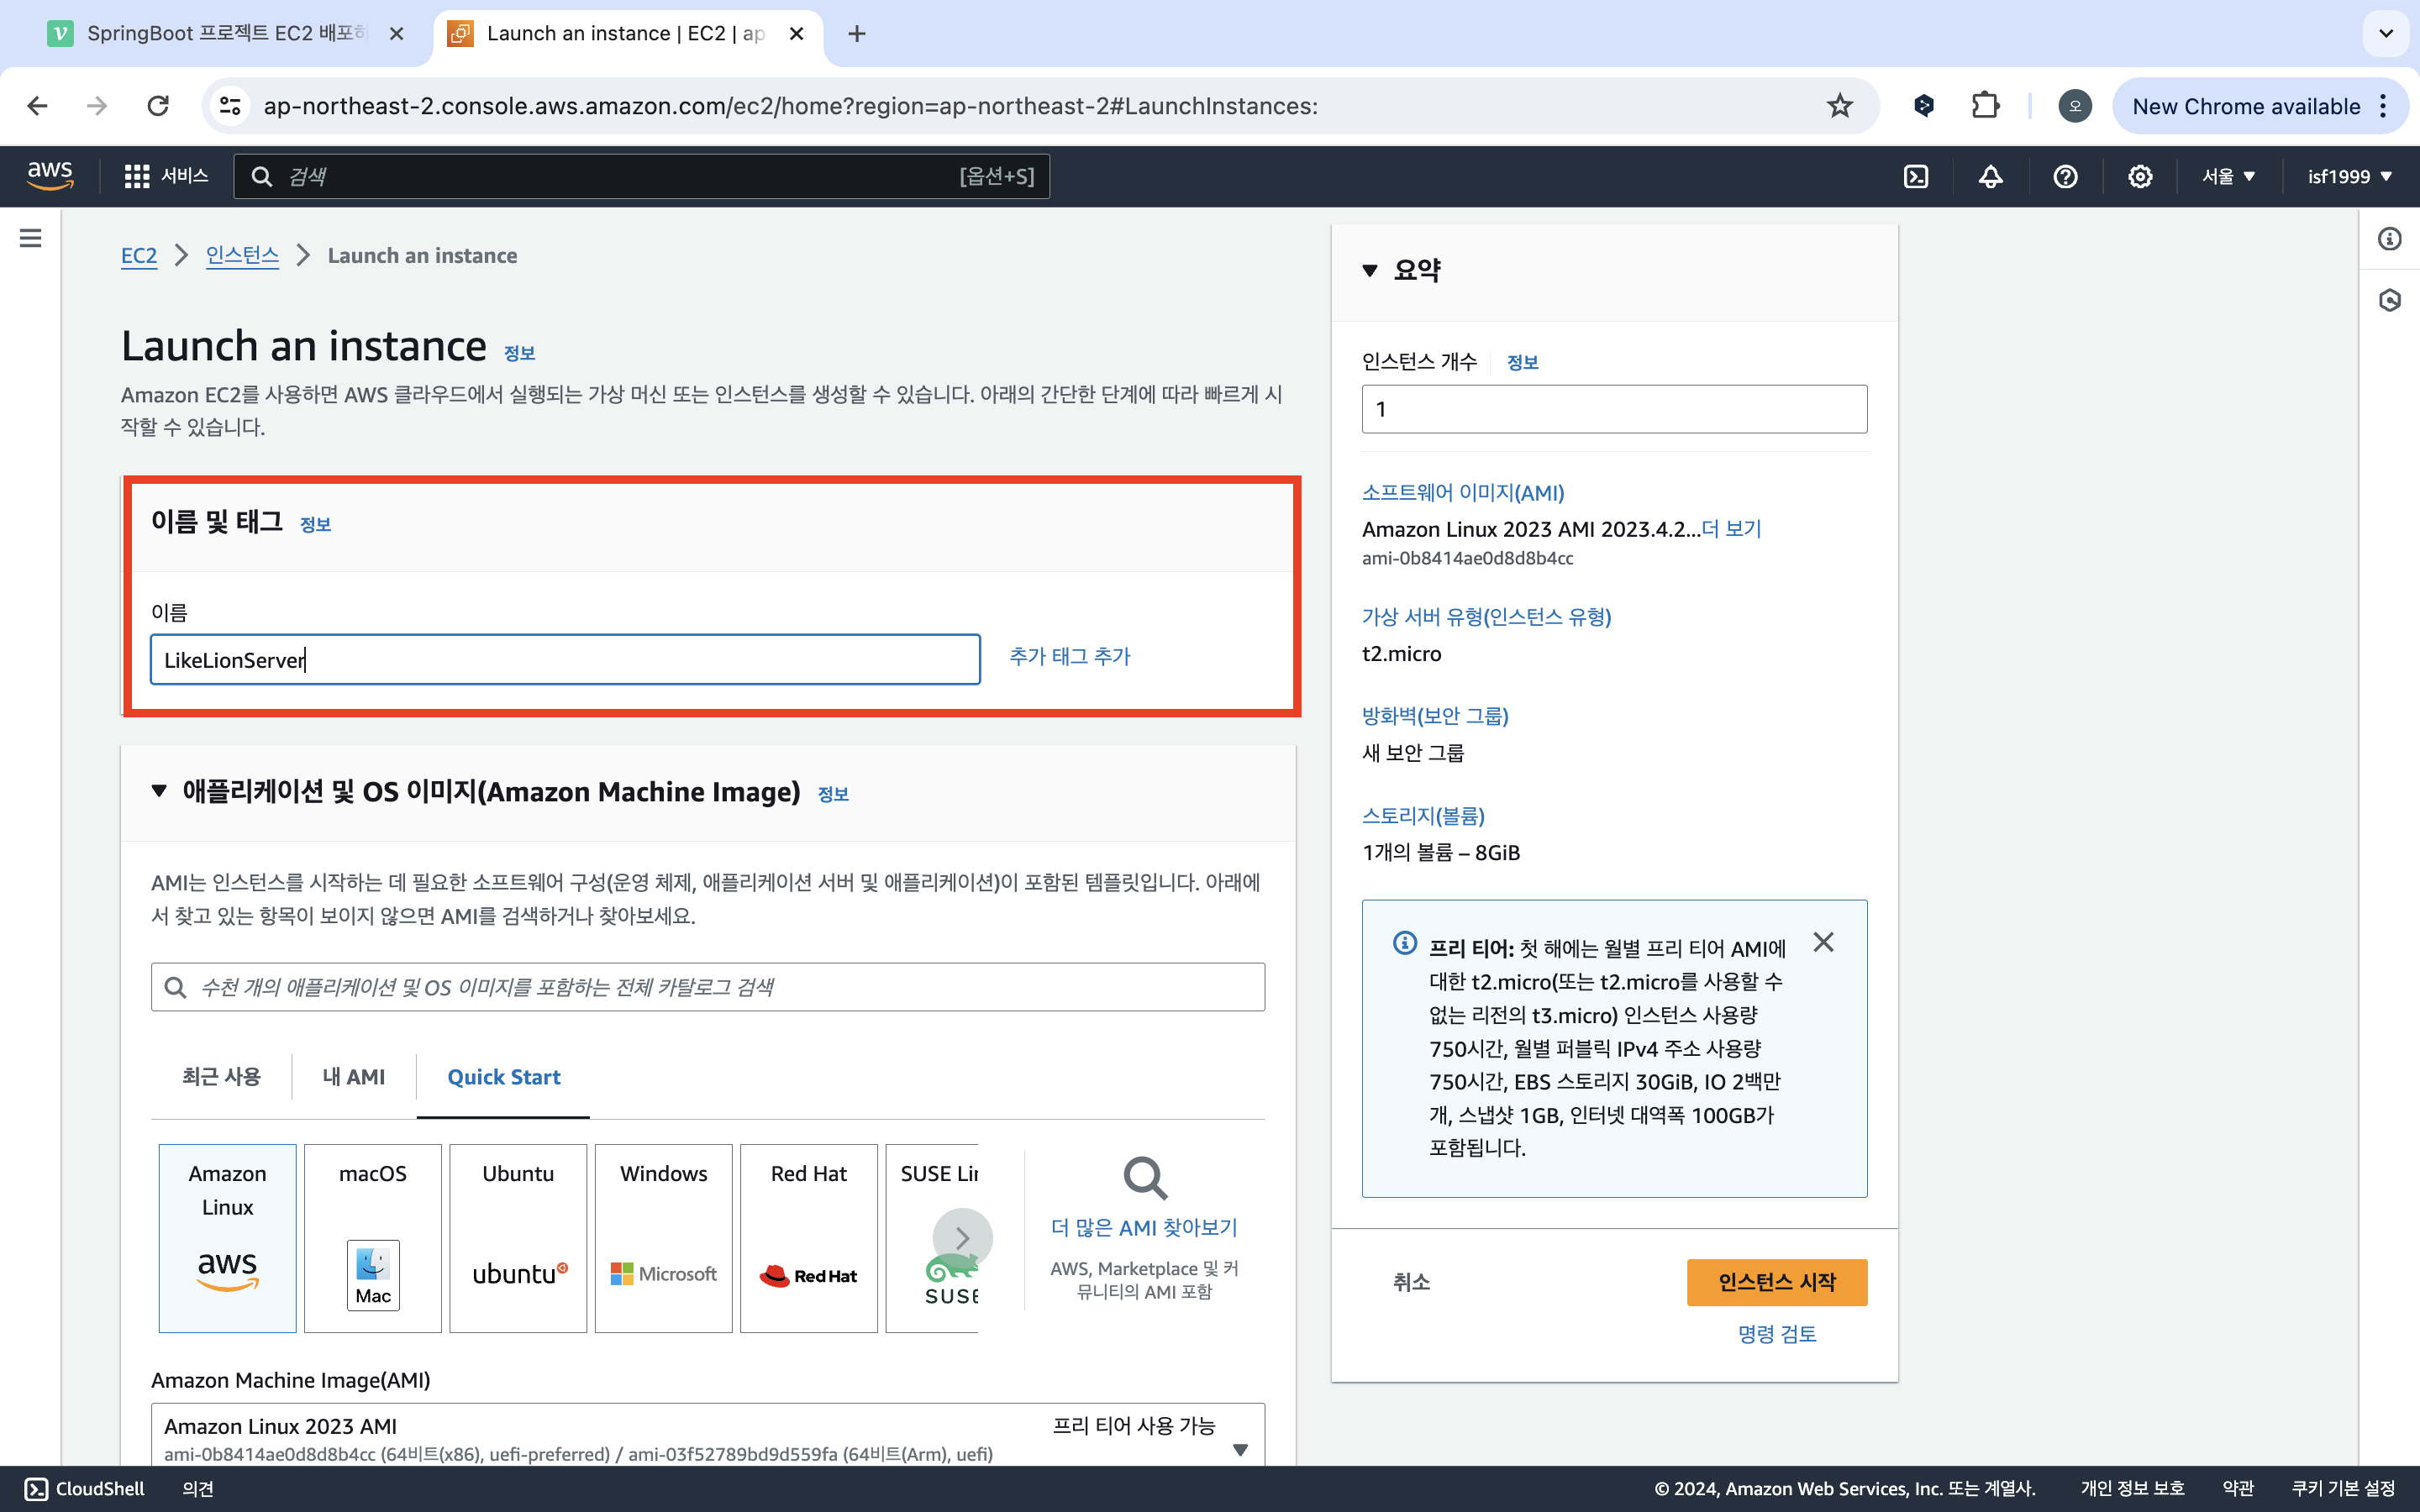 SpringBoot 프로젝트 EC2 배포하
Launch an instance | EC2 | ap
ap-northeast-2.console.aws.amazon.com/ec2/home?region=ap-northeast-2#LaunchInstances:
오
New Chrome available
aws
서비스
검색
[옵션+S]
서울
isf1999
EC2
인스턴스
Launch an instance
Launch an instance 정보
Amazon EC2를 사용하면 AWS 클라우드에서 실행되는 가상 머신 또는 인스턴스를 생성할 수 있습니다. 아래의 간단한 단계에 따라 빠르게 시
작할 수 있습니다.
이름 및 태그 정보
이름
LikeLionServer
추가 태그 추가
애플리케이션 및 OS 이미지(Amazon Machine Image) 정보
AMI는 인스턴스를 시작하는 데 필요한 소프트웨어 구성(운영 체제, 애플리케이션 서버 및 애플리케이션)이 포함된 템플릿입니다. 아래에
서 찾고 있는 항목이 보이지 않으면 AMI를 검색하거나 찾아보세요.
수천 개의 애플리케이션 및 OS 이미지를 포함하는 전체 카탈로그 검색
최근 사용
내 AMI
Quick Start
Amazon
Linux
aws
macOS
Mac
Ubuntu
ubuntu
Windows
Microsoft
Red Hat
Red Hat
SUSE Lir
SUSE
더 많은 AMI 찾아보기
AWS, Marketplace 및 커
뮤니티의 AMI 포함
Amazon Machine Image(AMI)
Amazon Linux 2023 AMI
프리 티어 사용 가능
ami-0b8414ae0d8d8b4cc (64비트(x86), uefi-preferred) / ami-03f52789bd9d559fa (64비트(Arm), uefi)
요약
인스턴스 개수 정보
1
소프트웨어 이미지(AMI)
Amazon Linux 2023 AMI 2023.4.2...더 보기
ami-0b8414ae0d8d8b4cc
가상 서버 유형(인스턴스 유형)
t2.micro
방화벽(보안 그룹)
새 보안 그룹
스토리지(볼륨)
1개의 볼륨 – 8GiB
프리 티어: 첫 해에는 월별 프리 티어 AMI에
대한 t2.micro(또는 t2.micro를 사용할 수
없는 리전의 t3.micro) 인스턴스 사용량
750시간, 월별 퍼블릭 IPv4 주소 사용량
750시간, EBS 스토리지 30GiB, IO 2백만
개, 스냅샷 1GB, 인터넷 대역폭 100GB가
포함됩니다.
취소
인스턴스 시작
명령 검토
CloudShell
의견
© 2024, Amazon Web Services, Inc. 또는 계열사.
개인 정보 보호
약관
쿠키 기본 설정